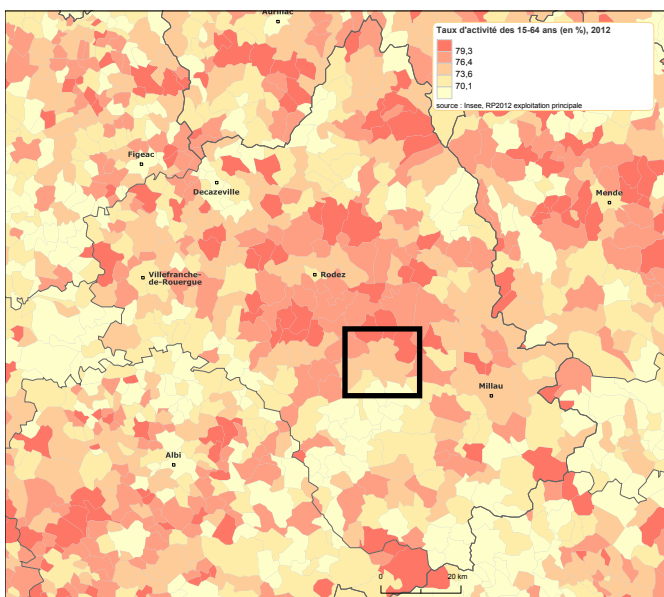 Aurillac
Taux d'activité des 15-64 ans (en %), 2012
79,3
76,4
73,6
70,1
source : Insee, RP2012 exploitation principale
Figeac
Decazeville
Mende
Villefranche-
de-Rouergue
Rodez
Millau
Albi
0
20 km